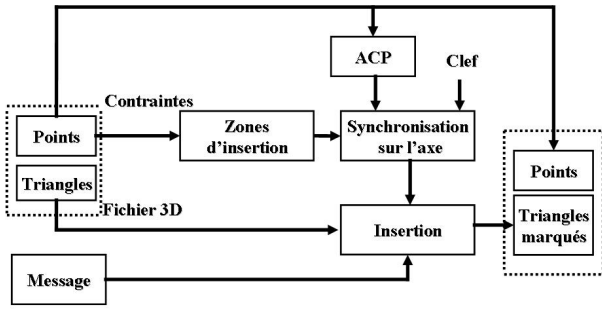 ACP
Clef
Contraintes
Points
Zones
d'insertion
Synchronisation
sur l'axe
Triangles
Points
Fichier 3D
Triangles
marqués
Insertion
Message